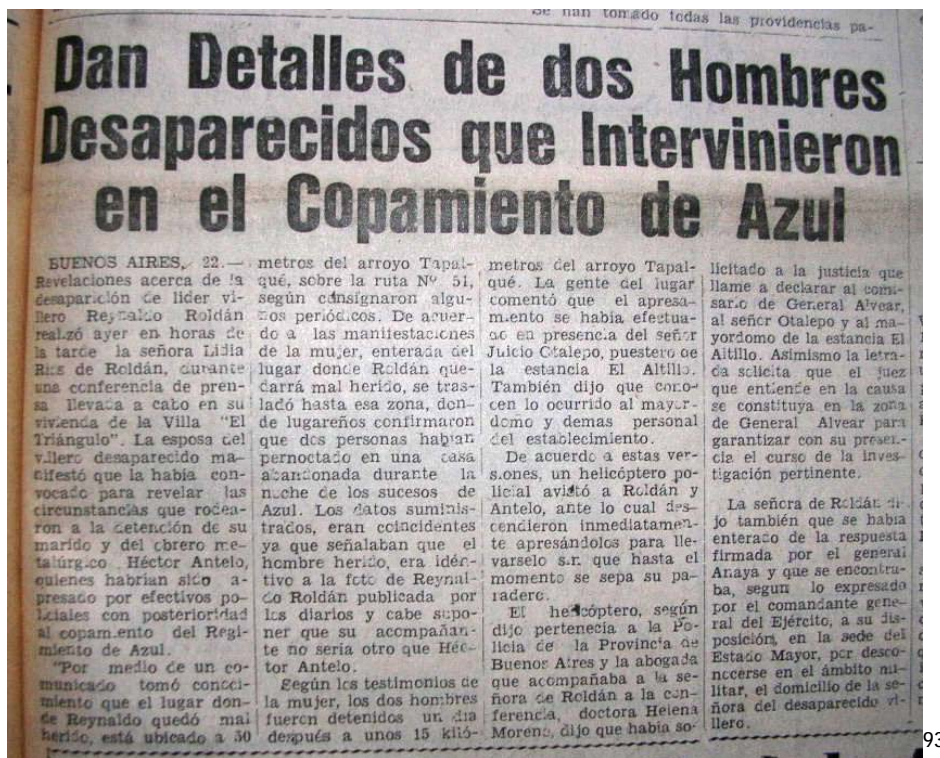 Se han tomado todas las providencias pa-
Dan Detalles de dos Hombres
Desaparecidos que Intervinieron
en el Copamiento de Azul
BUENOS AIRES, 22.—
Revelaciones acerca de la
desaparición de lider vi-
llero Reynaldo Roldán
realizó ayer en horas de
la tarde la señora Lidia
Rios de Roldán, durante
una conferencia de pren-
sa llevada a cabo en su
vivienda de la Villa "El
Triángulo". La esposa del
villero desaparecido ma-
nifestó que la habia con-
vocado para revelar las
circunstancias que rodea-
ron a la detención de su
marido y del obrero me-
talúrgico Héctor Antelo,
quienes habrían sido a-
presado por efectivos po-
liciales con posterioridad
al copamiento del Regi-
miento de Azul.
"Por medio de un co-
municado tomó conoci-
miento que el lugar don-
de Reynaldo quedó mal
herido, está ubicado a 50
metros del arroyo Tapal-
qué, sobre la ruta Nº 51,
según consignaron algu-
nos periódicos. De acuer-
do a las manifestaciones
de la mujer, enterada del
lugar donde Roldán que-
darrá mal herido, se tras-
ladó hasta esa zona, don-
de lugareños confirmaron
que dos personas habian
pernoctado en una casa
abandonada durante la
noche de los sucesos de
Azul. Los datos suminis-
trados, eran coincidentes
ya que señalaban que el
hombre herido, era idén-
tivo a la foto de Reynal-
do Roldán publicada por
los diarios y cabe supo-
ner que su acompañan-
te no seria otro que Héc-
tor Antelo.
Según los testimonios de
la mujer, los dos hombres
fueron detenidos un dia
después a unos 15 kiló-
metros del arroyo Tapal-
qué. La gente del lugar
comentó que el apresa-
miento se habia efectua-
do en presencia del señor
Juicio Otalepo, puestero de
la estancia El Altillo.
También dijo que cono-
cen lo ocurrido al mayor-
domo y demas personal
del establecimiento.
De acuerdo a estas ver-
siones, un helicóptero po-
licial avistó a Roldán y
Antelo, ante lo cual des-
cendieron inmediatamen-
te apresándolos para lle-
varselo sin que hasta el
momento se sepa su pa-
radero.
El helicóptero, según
dijo pertenecia a la Po-
licia de la Provincia de
Buenos Aires y la abogada
que acompañaba a la se-
ñora de Roldán a la con-
ferencia, doctora Helena
Moreno, dijo que habia so-
licitado a la justicia que
llame a declarar al comi-
sario de General Alvear,
al señor Otalepo y al ma-
yordomo de la estancia El
Altillo. Asimismo la letra-
da solicita que el juez
que entiende en la causa
se constituya en la zona
de General Alvear para
garantizar con su presen-
cia el curso de la inves-
tigación pertinente.
La señora de Roldán di-
jo también que se habia
enterado de la respuesta
firmada por el general
Anaya y que se encontra-
ba, segun lo expresado
por el comandante gene-
ral del Ejército, a su dis-
posición, en la sede del
Estado Mayor, por desco-
nocerse en el ámbito mi-
litar, el domicilio de la se-
ñora del desaparecido vi-
llero.
93